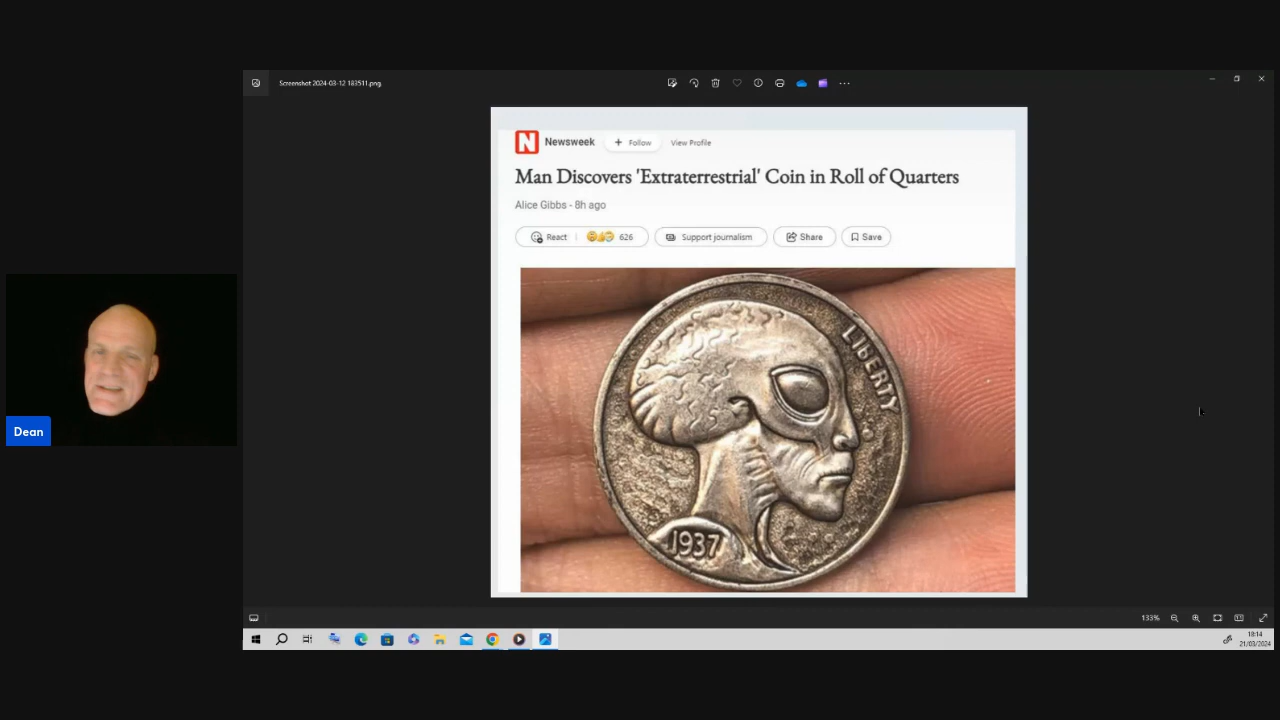 Screenshot 2024-03-12 183511.png
Newsweek
+ Follow
View Profile
Man Discovers 'Extraterrestrial' Coin in Roll of Quarters
Alice Gibbs - 8h ago
React
626
Support journalism
Share
Save
LIBERTY
1937
Dean
133%
18:14
21/03/2024